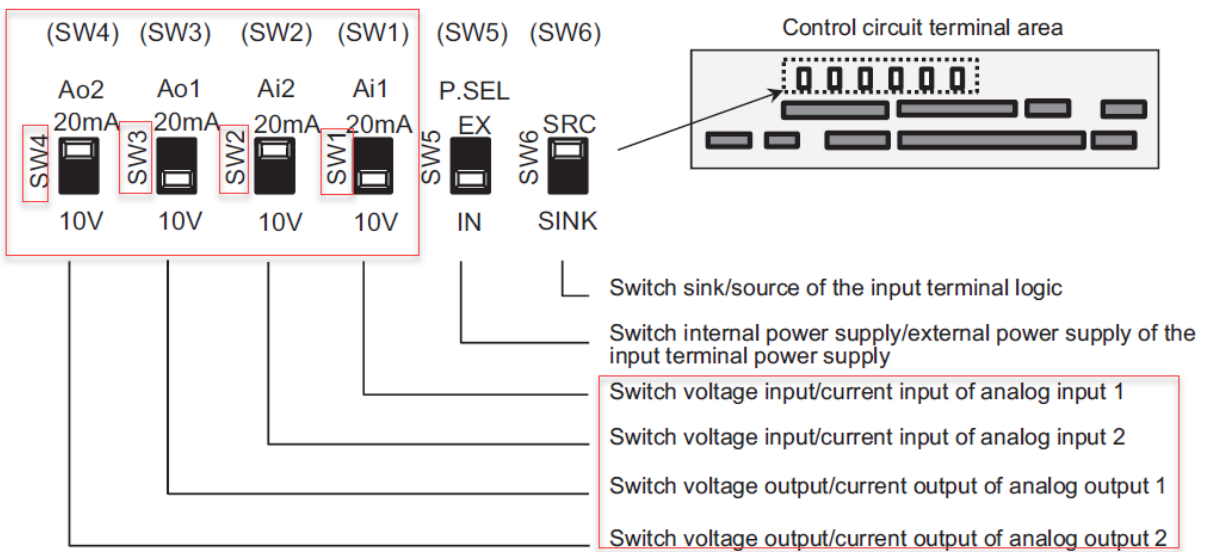 (SW4) (SW3) (SW2) (SW1) (SW5) (SW6)
Control circuit terminal area
Ao2 Ao1 Ai2 Ai1 P.SEL
20mA 20mA 20mA 20mA EX SRC
SW4 SW3 SW2 SW1 SW5 SW6
10V 10V 10V 10V IN SINK
Switch sink/source of the input terminal logic
Switch internal power supply/external power supply of the
input terminal power supply
Switch voltage input/current input of analog input 1
Switch voltage input/current input of analog input 2
Switch voltage output/current output of analog output 1
Switch voltage output/current output of analog output 2